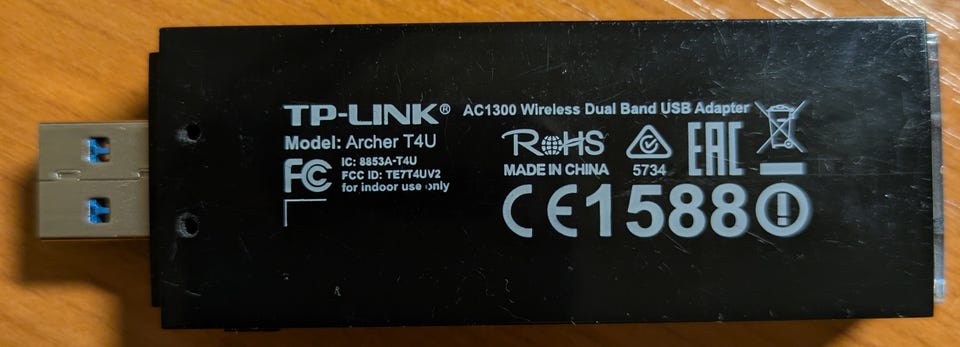 TP-LINK® AC1300 Wireless Dual Band USB Adapter
Model: Archer T4U
FC IC: 8853A-T4U
FCC ID: TE7T4UV2
for indoor use only
RoHS
MADE IN CHINA
5734
EAC
CE1588